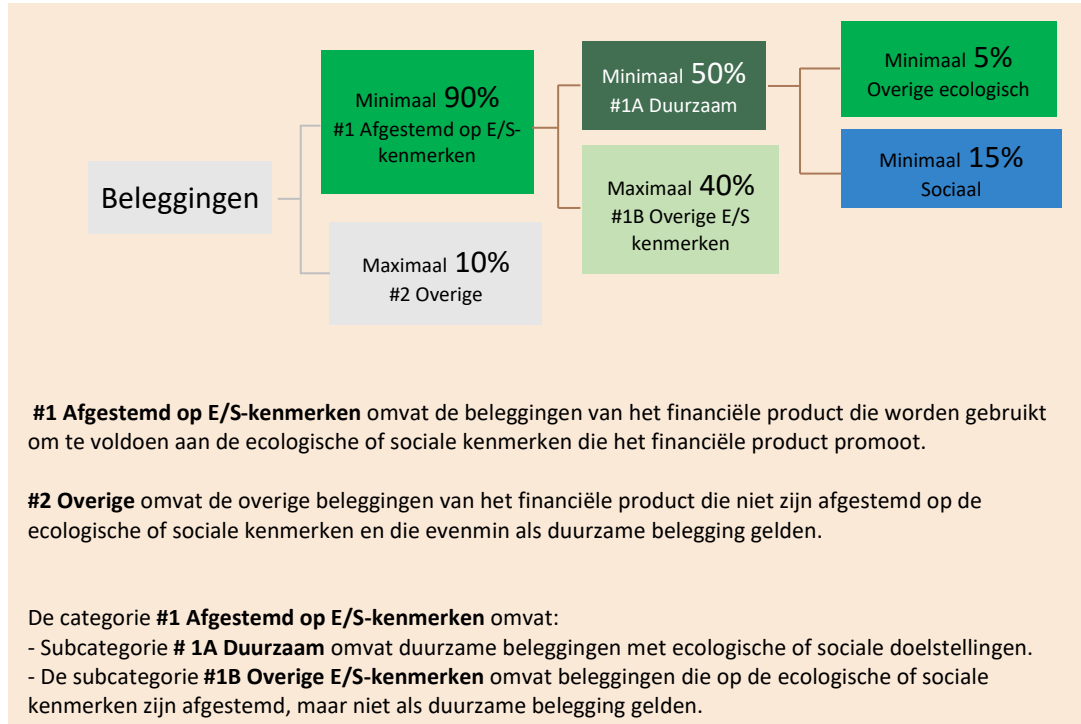 Beleggingen
Minimaal 90%
#1 Afgestemd op E/S-
kenmerken
Maximaal 10%
#2 Overige
Minimaal 50%
#1A Duurzaam
Maximaal 40%
#1B Overige E/S
kenmerken
Minimaal 5%
Overige ecologisch
Minimaal 15%
Sociaal
#1 Afgestemd op E/S-kenmerken omvat de beleggingen van het financiële product die worden gebruikt
om te voldoen aan de ecologische of sociale kenmerken die het financiële product promoot.
#2 Overige omvat de overige beleggingen van het financiële product die niet zijn afgestemd op de
ecologische of sociale kenmerken en die evenmin als duurzame belegging gelden.
De categorie #1 Afgestemd op E/S-kenmerken omvat:
- Subcategorie # 1A Duurzaam omvat duurzame beleggingen met ecologische of sociale doelstellingen.
- De subcategorie #1B Overige E/S-kenmerken omvat beleggingen die op de ecologische of sociale
kenmerken zijn afgestemd, maar niet als duurzame belegging gelden.